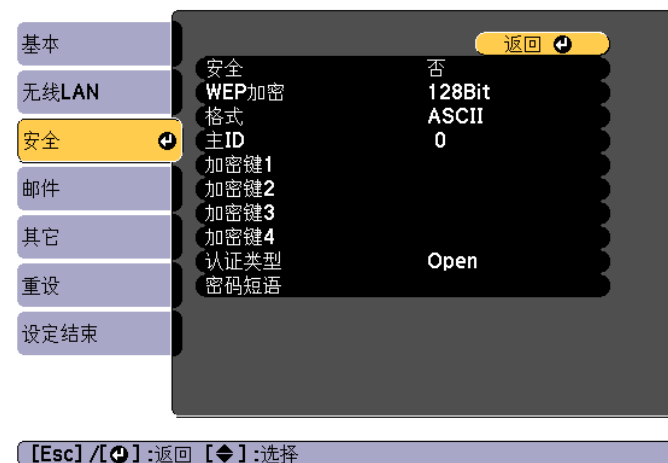 基本
无线LAN
安全
邮件
其它
重设
设定结束
返回
安全 否
WEP加密 128Bit
格式 ASCII
主ID 0
加密键1
加密键2
加密键3
加密键4
认证类型 Open
密码短语
[Esc] /[ ] :返回 [ ] :选择